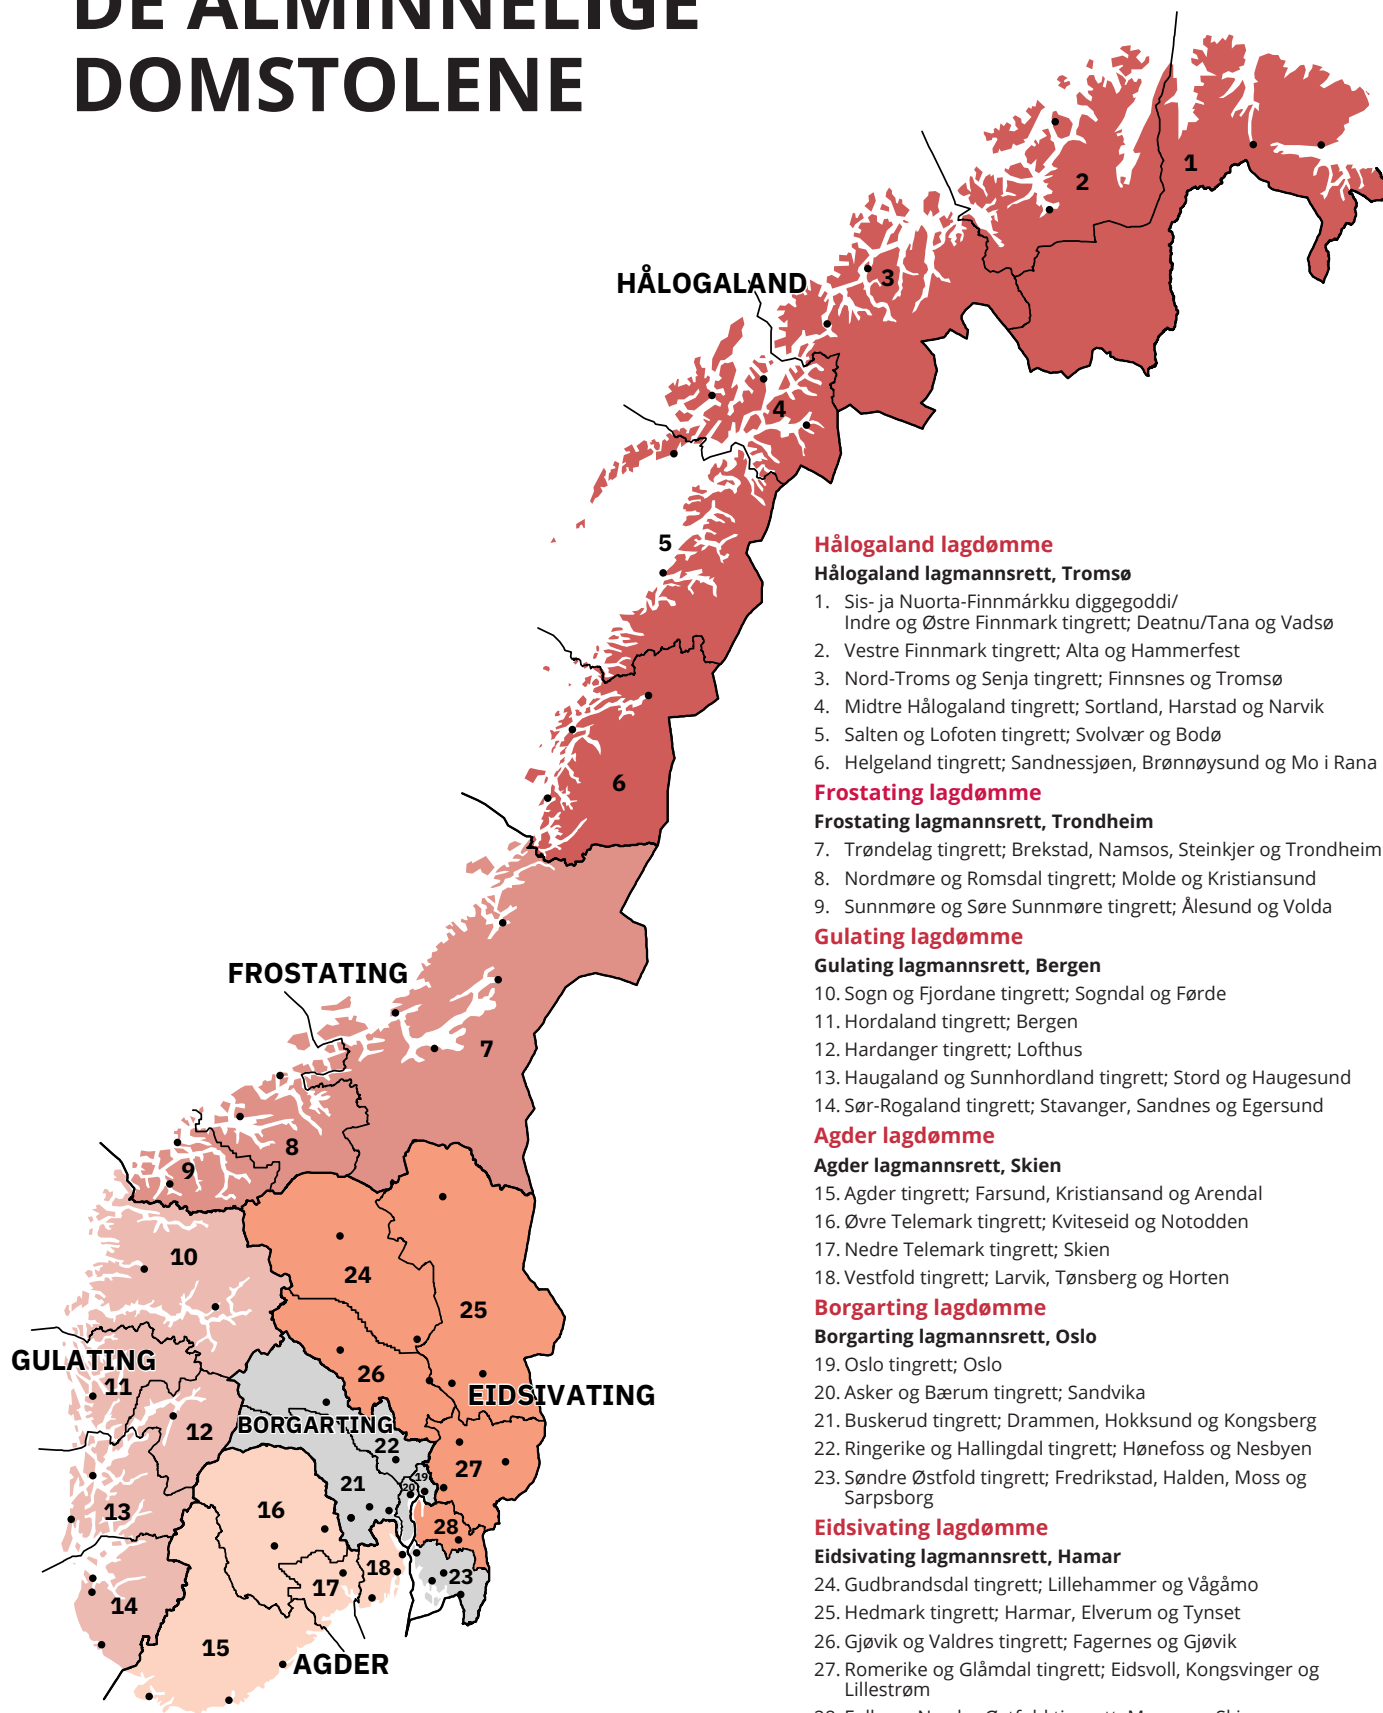 DE ALMINNELIGE
DOMSTOLENE
1
2
3
HÅLOGALAND
4
5
6
FROSTATING
7
8
9
10
24
25
GULATING
11
26
EIDSIVATING
12
BORGARTING
22
27
19
20
21
13
16
28
18
23
17
14
15
AGDER
Hålogaland lagdømme
Hålogaland lagmannsrett, Tromsø
1. Sis- ja Nuorta-Finnmárkku diggegoddi/
Indre og Østre Finnmark tingrett; Deatnu/Tana og Vadsø
2. Vestre Finnmark tingrett; Alta og Hammerfest
3. Nord-Troms og Senja tingrett; Finnsnes og Tromsø
4. Midtre Hålogaland tingrett; Sortland, Harstad og Narvik
5. Salten og Lofoten tingrett; Svolvær og Bodø
6. Helgeland tingrett; Sandnessjøen, Brønnøysund og Mo i Rana
Frostating lagdømme
Frostating lagmannsrett, Trondheim
7. Trøndelag tingrett; Brekstad, Namsos, Steinkjer og Trondheim
8. Nordmøre og Romsdal tingrett; Molde og Kristiansund
9. Sunnmøre og Søre Sunnmøre tingrett; Ålesund og Volda
Gulating lagdømme
Gulating lagmannsrett, Bergen
10. Sogn og Fjordane tingrett; Sogndal og Førde
11. Hordaland tingrett; Bergen
12. Hardanger tingrett; Lofthus
13. Haugaland og Sunnhordland tingrett; Stord og Haugesund
14. Sør-Rogaland tingrett; Stavanger, Sandnes og Egersund
Agder lagdømme
Agder lagmannsrett, Skien
15. Agder tingrett; Farsund, Kristiansand og Arendal
16. Øvre Telemark tingrett; Kviteseid og Notodden
17. Nedre Telemark tingrett; Skien
18. Vestfold tingrett; Larvik, Tønsberg og Horten
Borgarting lagdømme
Borgarting lagmannsrett, Oslo
19. Oslo tingrett; Oslo
20. Asker og Bærum tingrett; Sandvika
21. Buskerud tingrett; Drammen, Hokksund og Kongsberg
22. Ringerike og Hallingdal tingrett; Hønefoss og Nesbyen
23. Søndre Østfold tingrett; Fredrikstad, Halden, Moss og
Sarpsborg
Eidsivating lagdømme
Eidsivating lagmannsrett, Hamar
24. Gudbrandsdal tingrett; Lillehammer og Vågåmo
25. Hedmark tingrett; Harmar, Elverum og Tynset
26. Gjøvik og Valdres tingrett; Fagernes og Gjøvik
27. Romerike og Glåmdal tingrett; Eidsvoll, Kongsvinger og
Lillestrøm